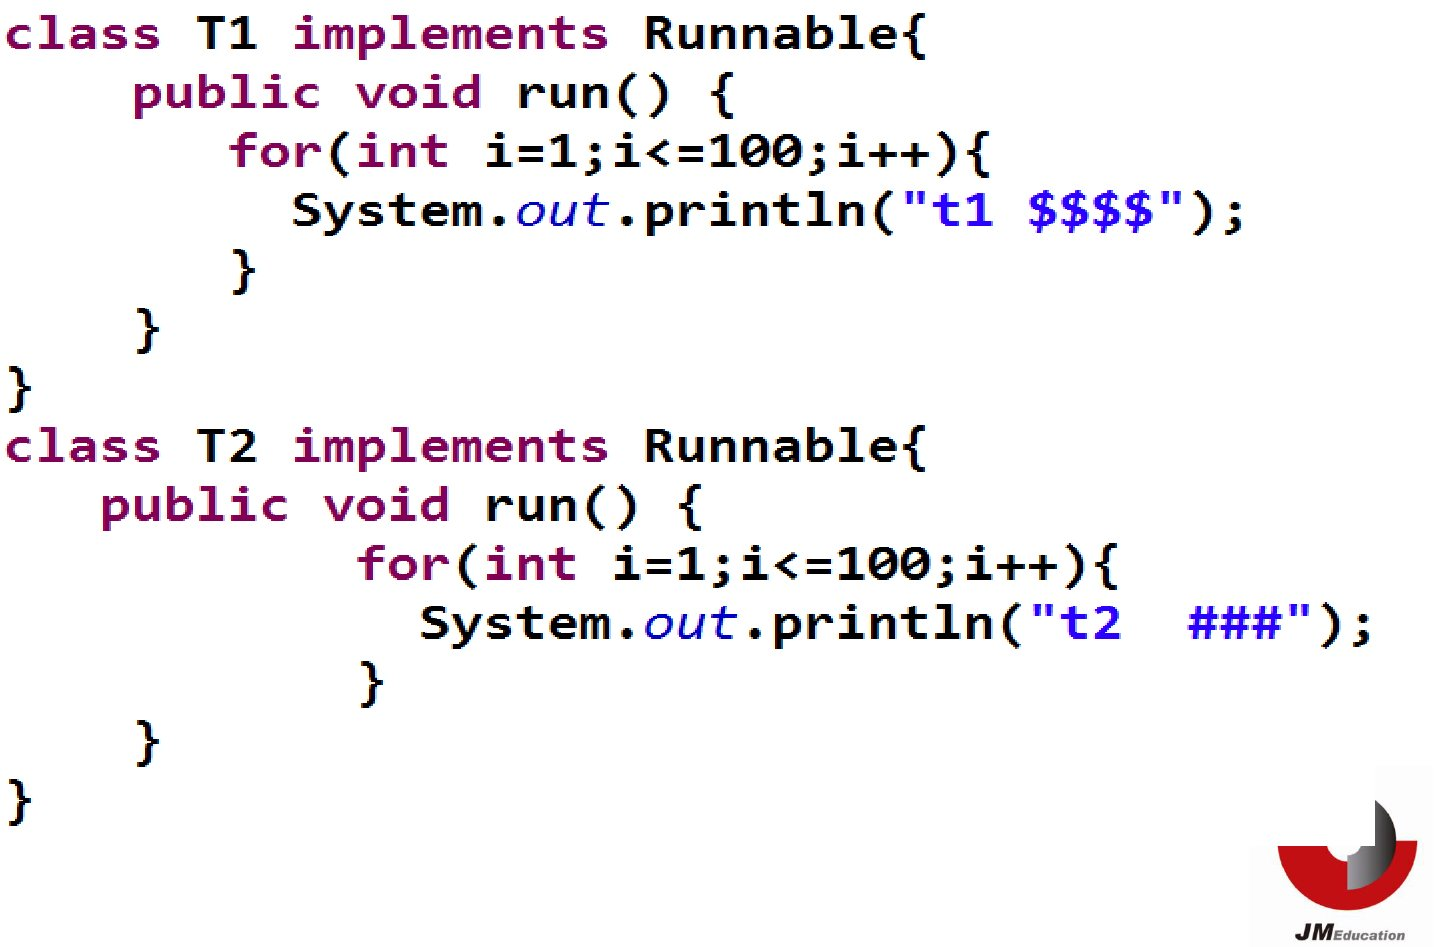 class T1 implements Runnable{
    public void run() {
       for(int i=1;i<=100;i++){
         System.out.println("t1 $$$$");
       }
    }
}
class T2 implements Runnable{
   public void run() {
           for(int i=1;i<=100;i++){
             System.out.println("t2  ###");
           }
    }
}
JMEducation